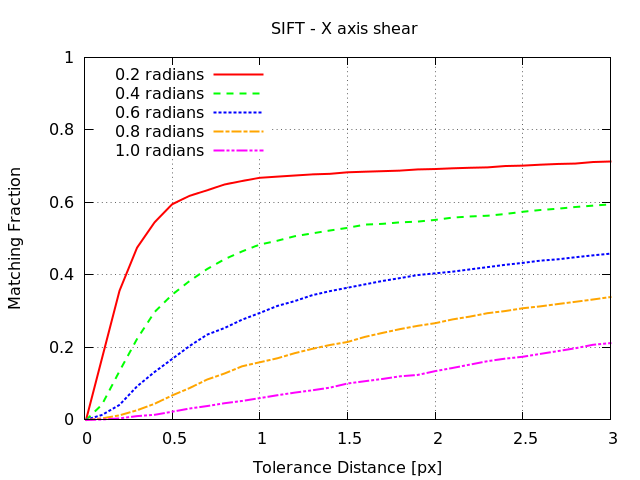 SIFT - X axis shear
1
0.8
0.6
0.4
0.2
0
0.2 radians
0.4 radians
0.6 radians
0.8 radians
1.0 radians
Matching Fraction
0 0.5 1 1.5 2 2.5 3
Tolerance Distance [px]